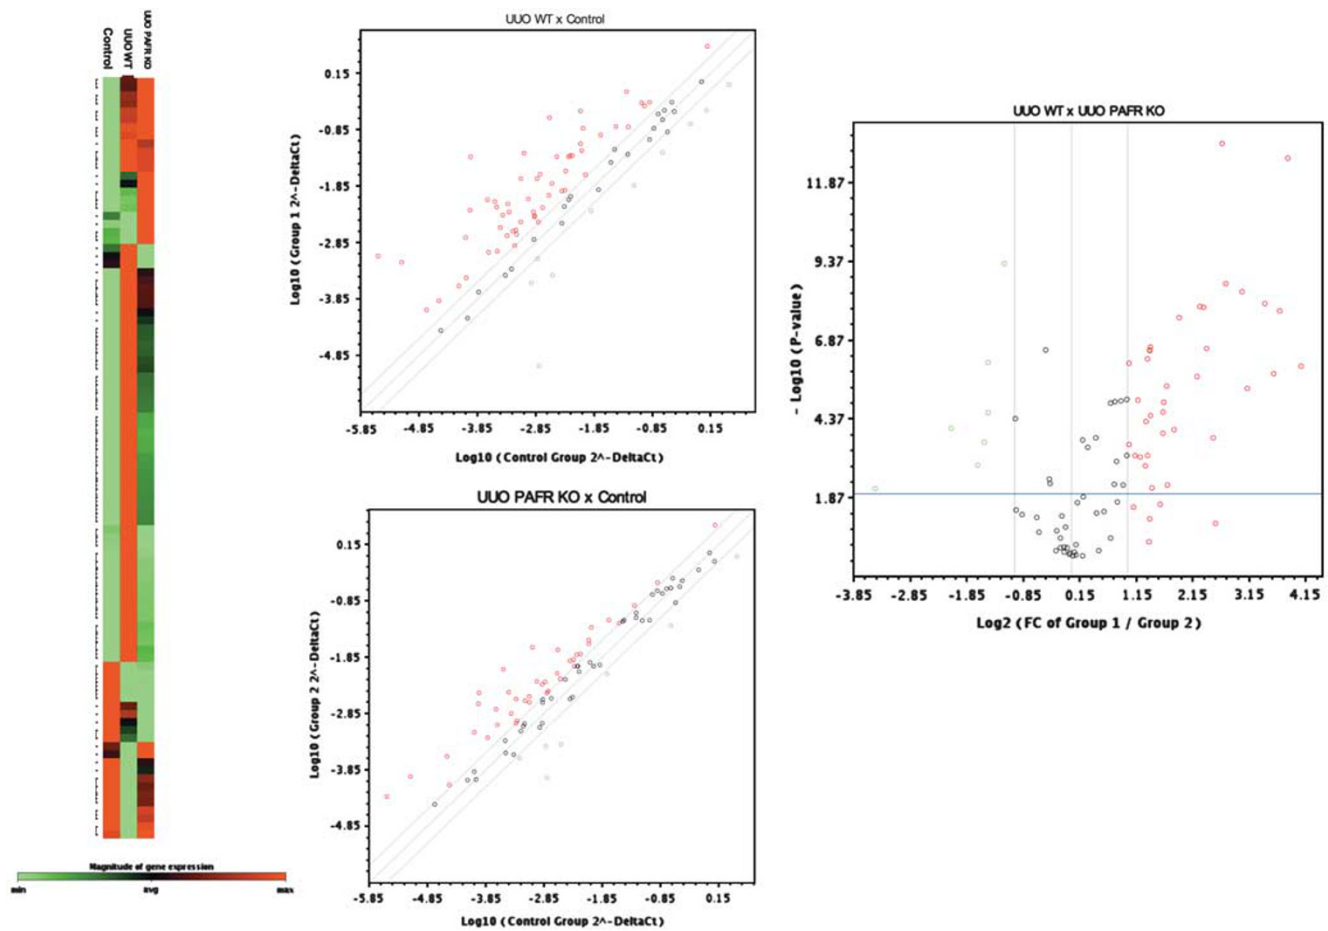 Control
UUO WT
UUO PAFR KO
Magnitude of gene expression
min
avg
max
UUO WT x Control
Log10 (Group 1 2^-DeltaCt)
0.15
-0.85
-1.85
-2.85
-3.85
-4.85
-5.85 -4.85 -3.85 -2.85 -1.85 -0.85 0.15
Log10 (Control Group 2^-DeltaCt)
UUO PAFR KO x Control
Log10 (Group 2 2^-DeltaCt)
0.15
-0.85
-1.85
-2.85
-3.85
-4.85
-5.85 -4.85 -3.85 -2.85 -1.85 -0.85 0.15
Log10 (Control Group 2^-DeltaCt)
UUO WT x UUO PAFR KO
- Log10 (P-value)
11.87
9.37
6.87
4.37
1.87
-3.85 -2.85 -1.85 -0.85 0.15 1.15 2.15 3.15 4.15
Log2 (FC of Group 1 / Group 2)